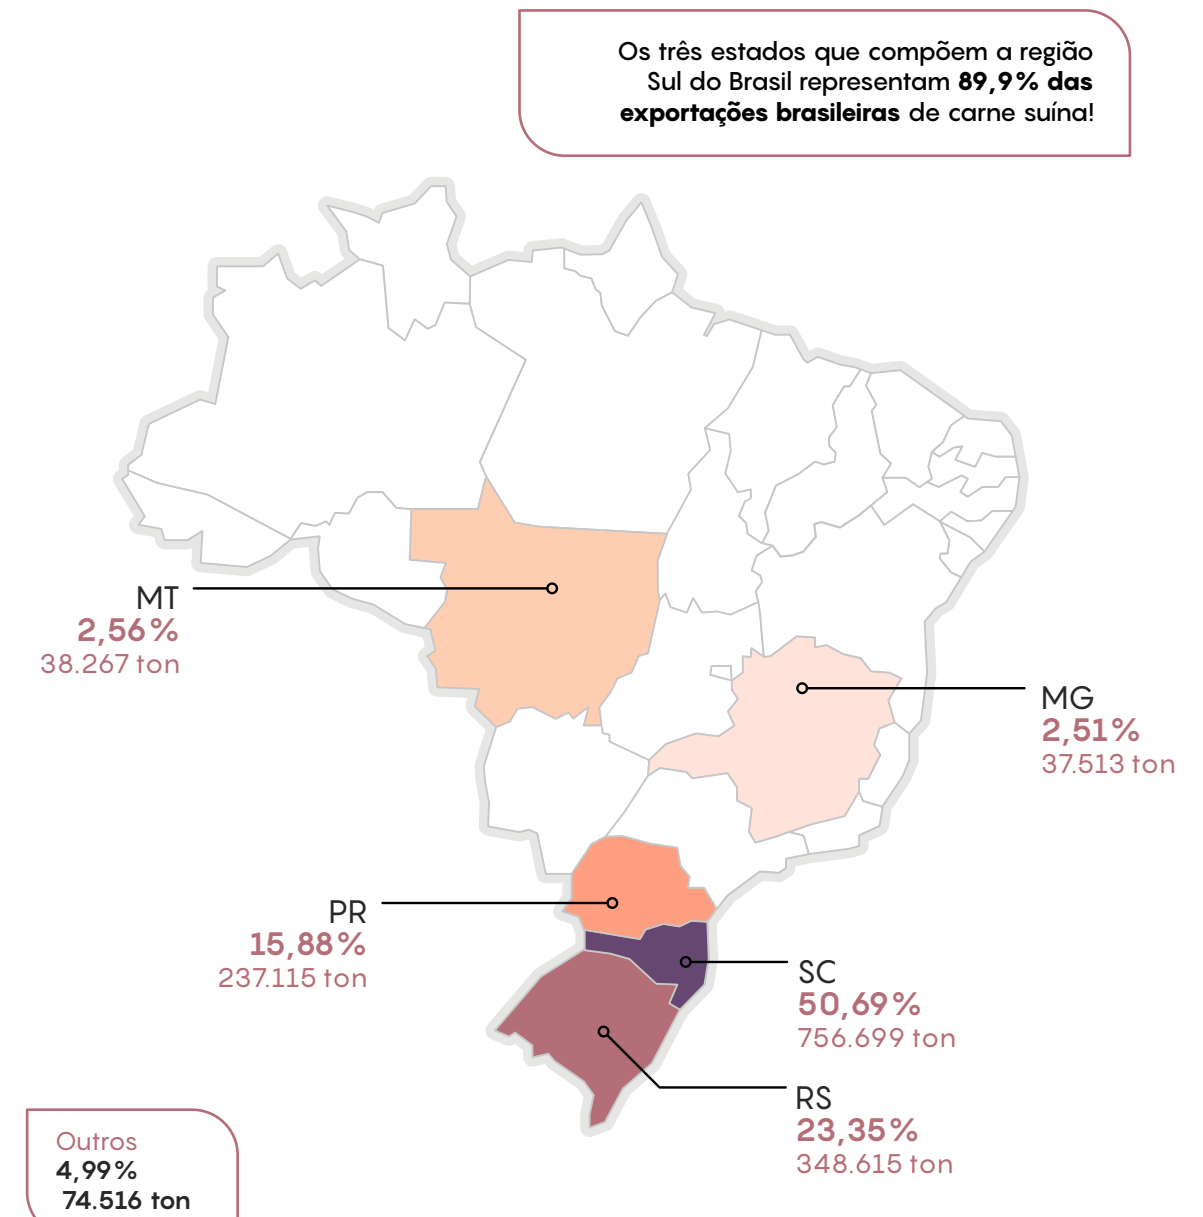 Os três estados que compõem a região
Sul do Brasil representam 89,9% das
exportações brasileiras de carne suína!
MT
2,56%
38.267 ton
MG
2,51%
37.513 ton
PR
15,88%
237.115 ton
SC
50,69%
756.699 ton
RS
23,35%
348.615 ton
Outros
4,99%
74.516 ton